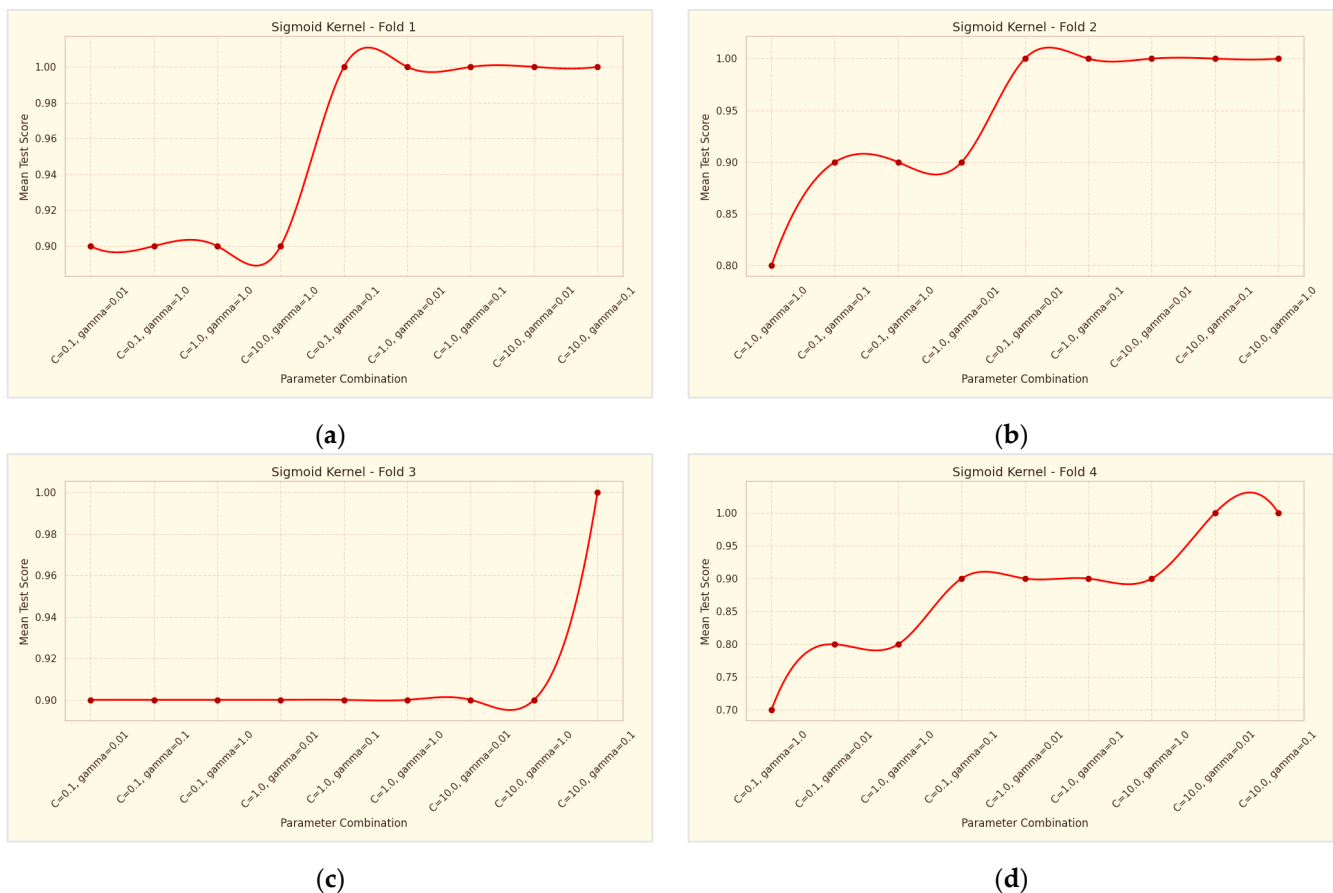 Sigmoid Kernel - Fold 1
Mean Test Score
1.00
0.98
0.96
0.94
0.92
0.90
C=0.1, gamma=0.01
C=0.1, gamma=1.0
C=1.0, gamma=1.0
C=10.0, gamma=1.0
C=0.1, gamma=0.1
C=1.0, gamma=0.01
C=1.0, gamma=0.1
C=10.0, gamma=0.01
C=10.0, gamma=0.1
Parameter Combination
(a)
Sigmoid Kernel - Fold 2
Mean Test Score
1.00
0.95
0.90
0.85
0.80
C=1.0, gamma=1.0
C=0.1, gamma=0.1
C=0.1, gamma=1.0
C=1.0, gamma=0.01
C=0.1, gamma=0.01
C=1.0, gamma=0.1
C=10.0, gamma=0.01
C=10.0, gamma=0.1
C=10.0, gamma=1.0
Parameter Combination
(b)
Sigmoid Kernel - Fold 3
Mean Test Score
1.00
0.98
0.96
0.94
0.92
0.90
C=0.1, gamma=0.01
C=0.1, gamma=0.1
C=0.1, gamma=1.0
C=1.0, gamma=0.01
C=1.0, gamma=0.1
C=1.0, gamma=1.0
C=10.0, gamma=0.01
C=10.0, gamma=1.0
C=10.0, gamma=0.1
Parameter Combination
(c)
Sigmoid Kernel - Fold 4
Mean Test Score
1.00
0.95
0.90
0.85
0.80
0.75
0.70
C=0.1, gamma=1.0
C=0.1, gamma=0.01
C=1.0, gamma=1.0
C=0.1, gamma=0.1
C=1.0, gamma=0.01
C=1.0, gamma=0.1
C=10.0, gamma=1.0
C=10.0, gamma=0.01
C=10.0, gamma=0.1
Parameter Combination
(d)